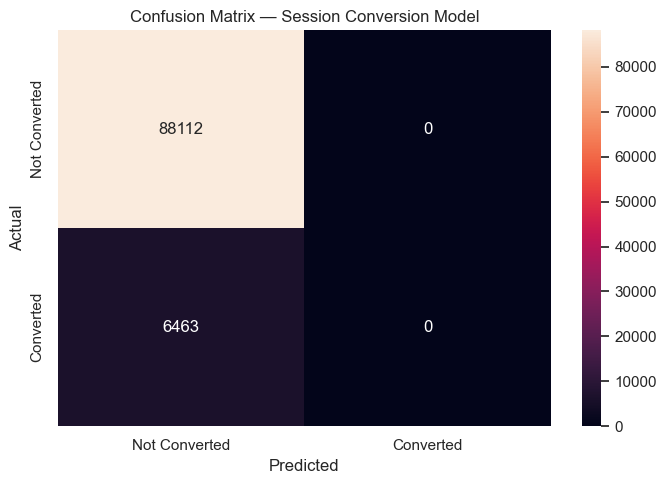 Confusion Matrix — Session Conversion Model
Actual
Not Converted
Converted
88112
0
6463
0
Not Converted
Converted
Predicted
80000
70000
60000
50000
40000
30000
20000
10000
0